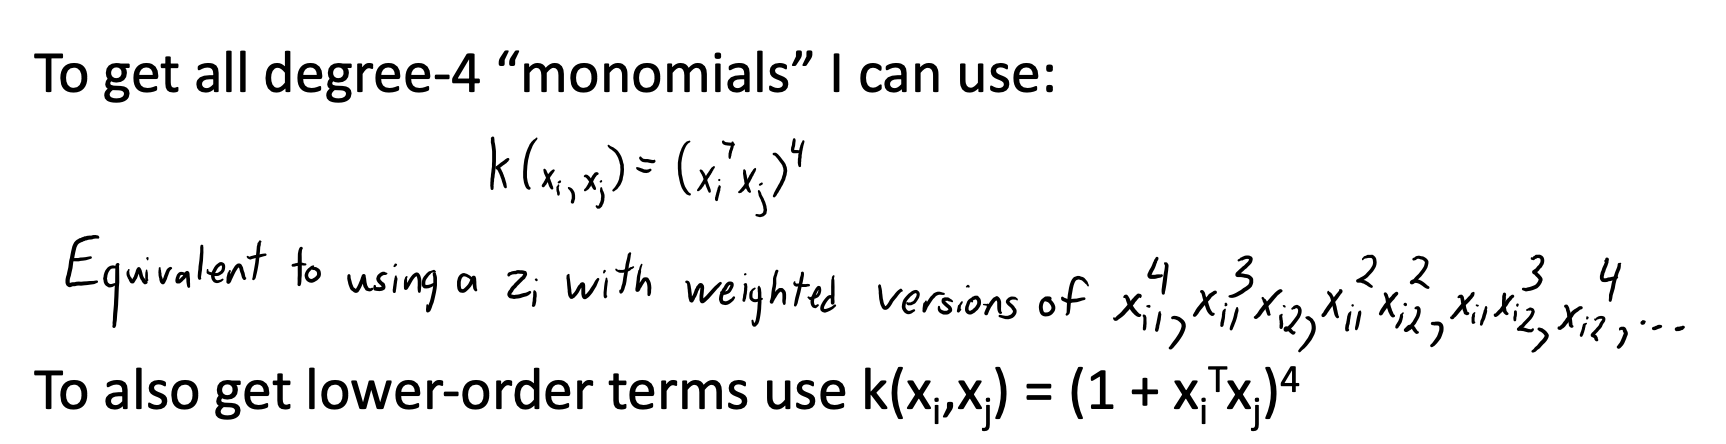 To get all degree-4 “monomials” I can use:
k(xᵢ, xⱼ) = (xᵢᵀxⱼ)⁴
Equivalent to using a zᵢ with weighted versions of xᵢ₁⁴, xᵢ₁³xᵢ₂, xᵢ₁²xᵢ₂², xᵢ₁xᵢ₂³, xᵢ₂⁴, ...
To also get lower-order terms use k(xᵢ,xⱼ) = (1 + xᵢᵀxⱼ)⁴